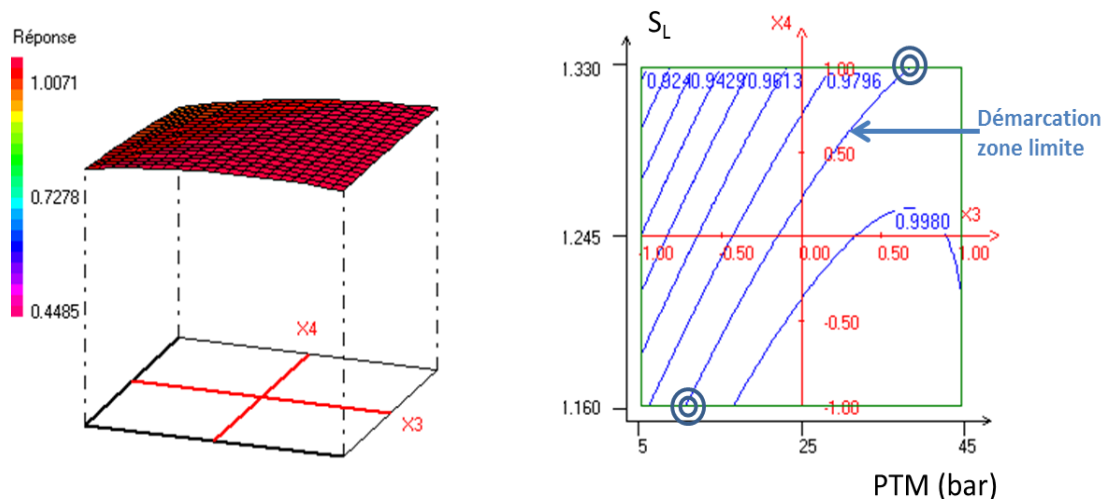 Réponse
1.0071
0.7278
0.4485
X4
X3
S_L
X4
1.330
1.245
1.160
0.924
0.9429
0.9613
0.9796
1.00
0.50
0.9980
X3
-1.00
-0.50
0.00
0.50
1.00
-0.50
-1.00
5
25
45
PTM (bar)
Démarcation
zone limite